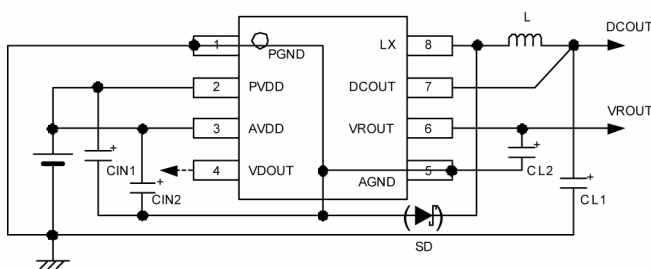 L
DCOUT
1
PGND
LX
8
2
PVDD
DCOUT
7
VROUT
3
AVDD
VROUT
6
+
+
+
+
CIN1
4
VDOUT
AGND
5
CL2
CIN2
CL1
( )
SD